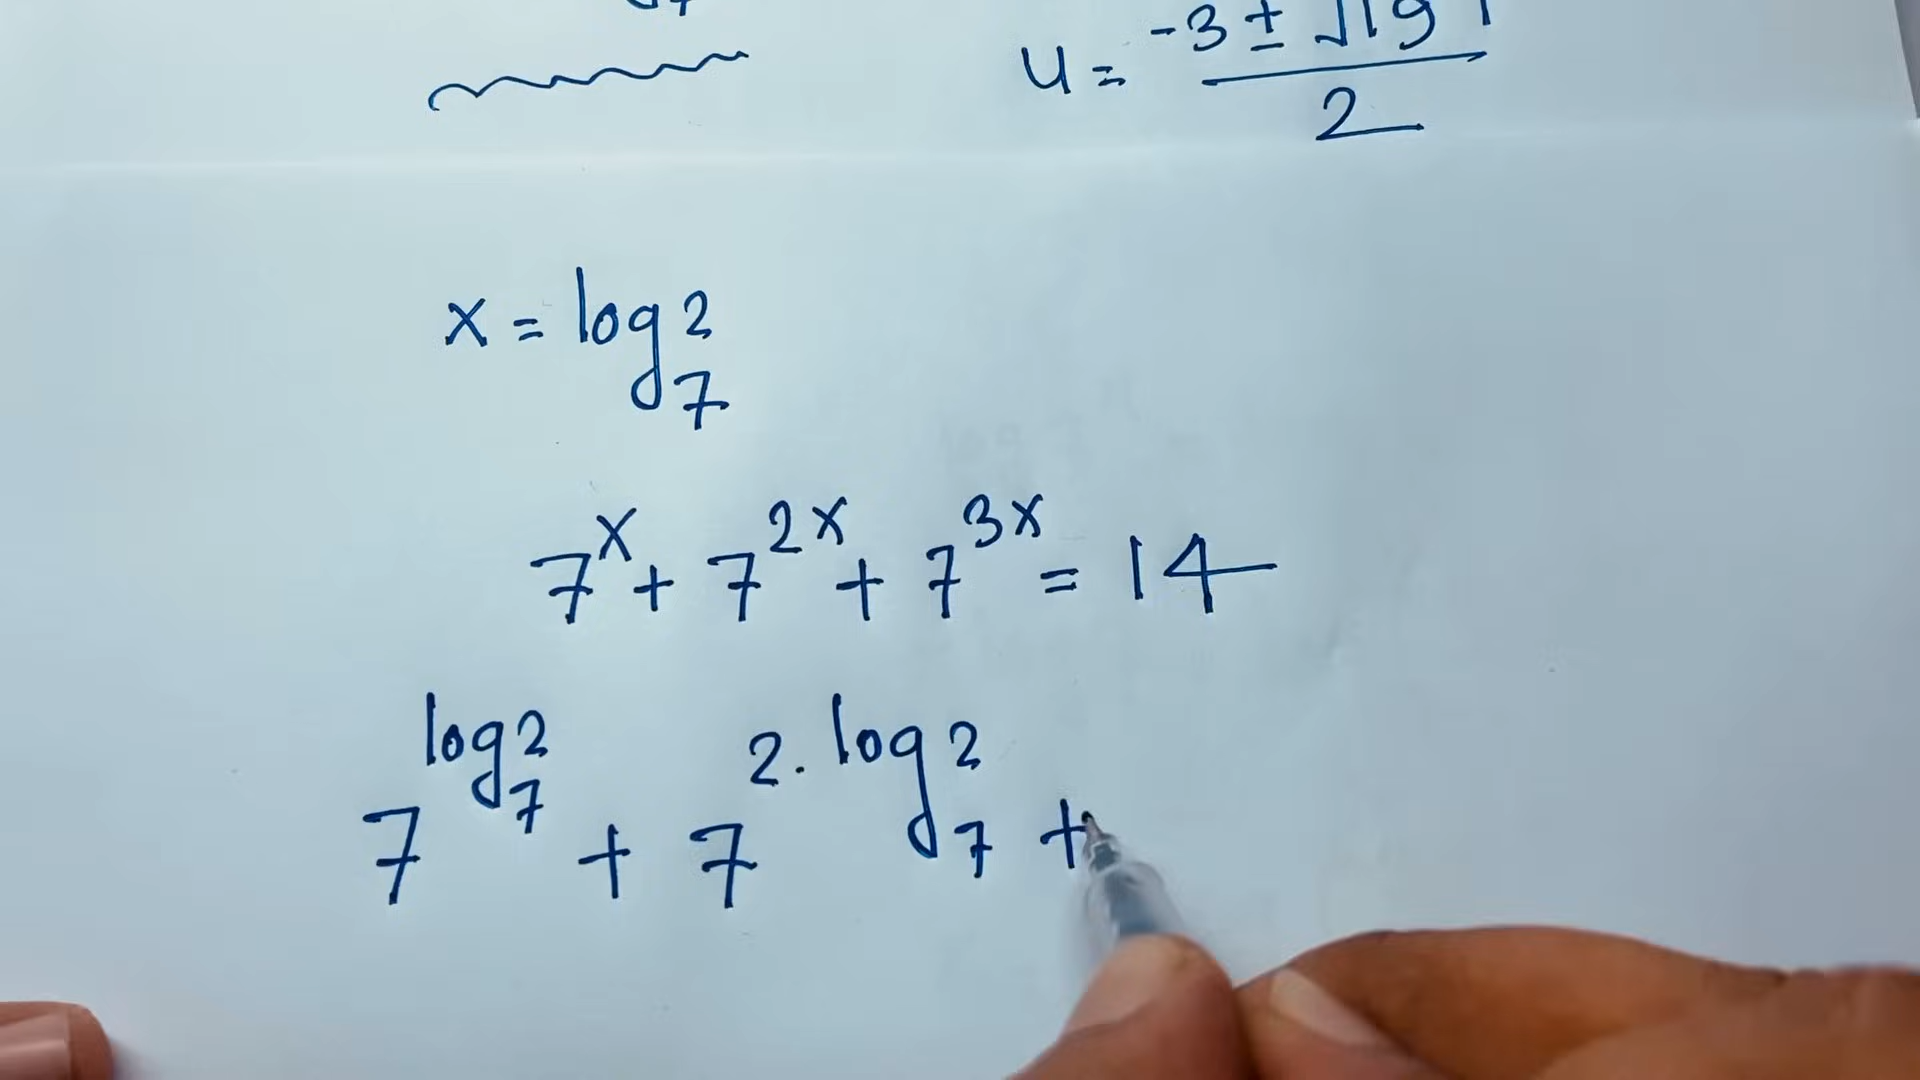 u = -3 ± √19 i / 2
x = log₇ 2
7^x + 7^2x + 7^3x = 14
7^log₇ 2 + 7^2·log₇ 2 +